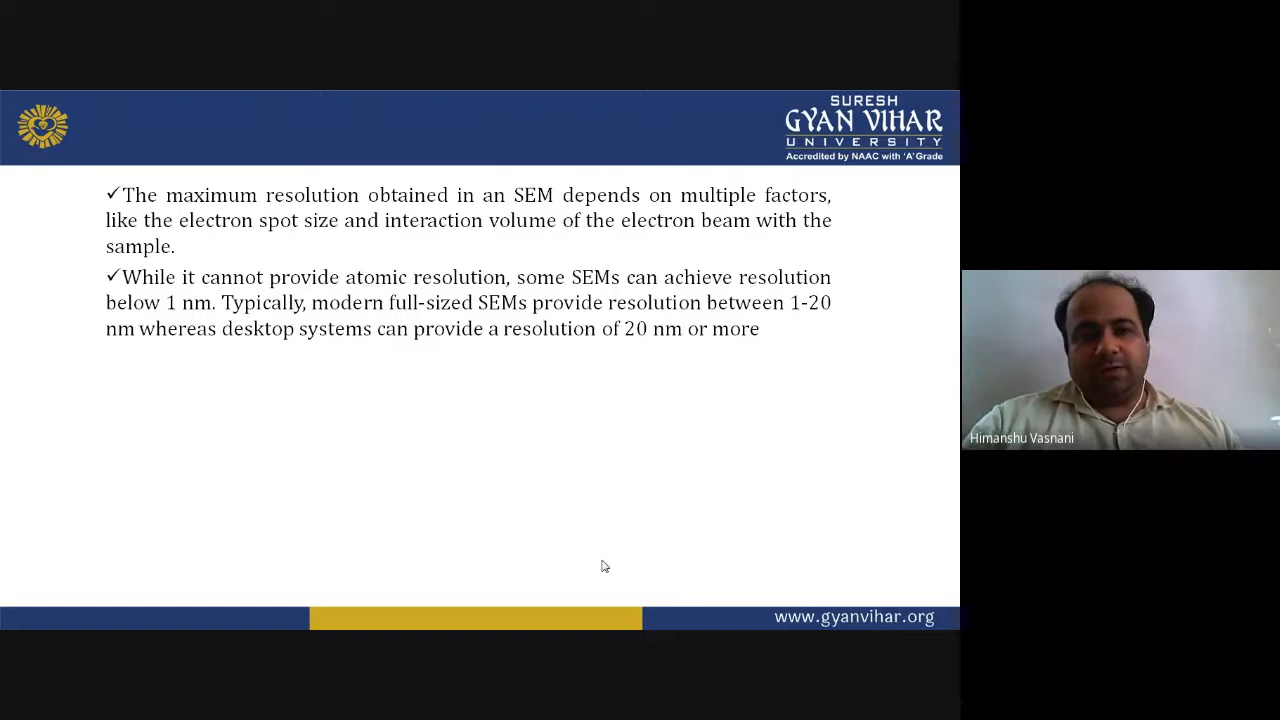 SURESH
GYAN VIHAR
UNIVERSITY
Accredited by NAAC with 'A' Grade
✓The maximum resolution obtained in an SEM depends on multiple factors,
like the electron spot size and interaction volume of the electron beam with the
sample.
✓While it cannot provide atomic resolution, some SEMs can achieve resolution
below 1 nm. Typically, modern full-sized SEMs provide resolution between 1-20
nm whereas desktop systems can provide a resolution of 20 nm or more
Himanshu Vasnani
www.gyanvihar.org